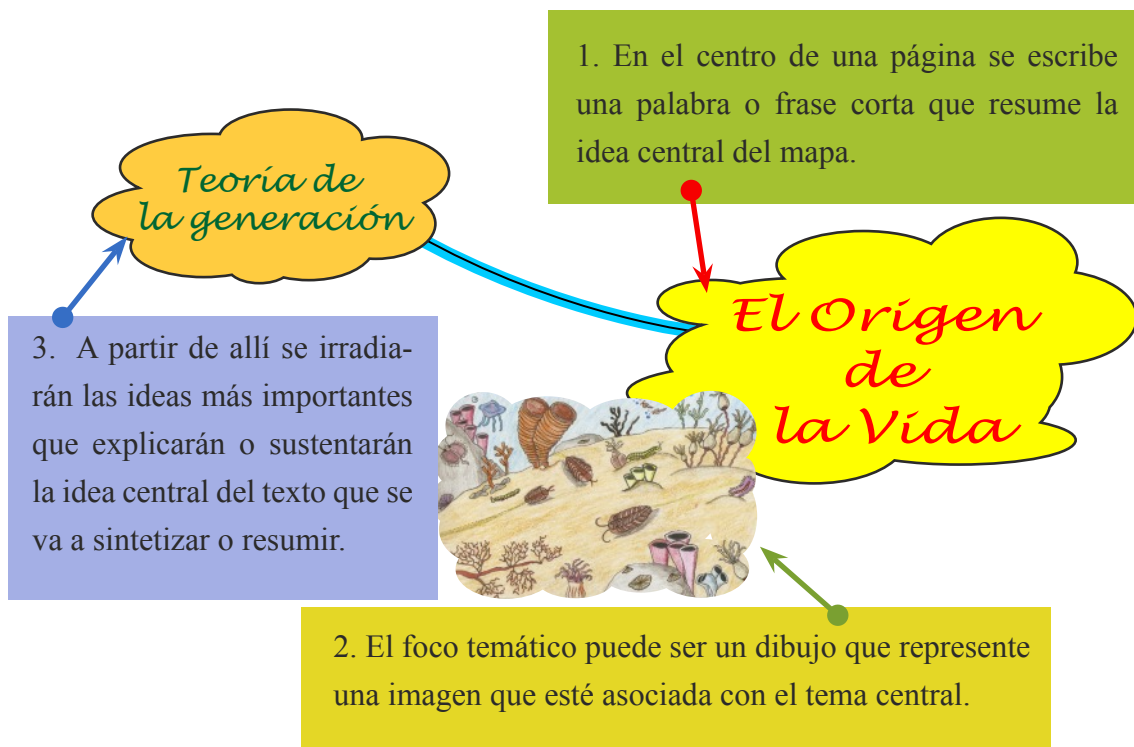 1. En el centro de una página se escribe
una palabra o frase corta que resume la
idea central del mapa.
Teoría de
la generación
El Origen
de
la Vida
3. A partir de allí se irradia-
rán las ideas más importantes
que explicarán o sustentarán
la idea central del texto que se
va a sintetizar o resumir.
2. El foco temático puede ser un dibujo que represente
una imagen que esté asociada con el tema central.